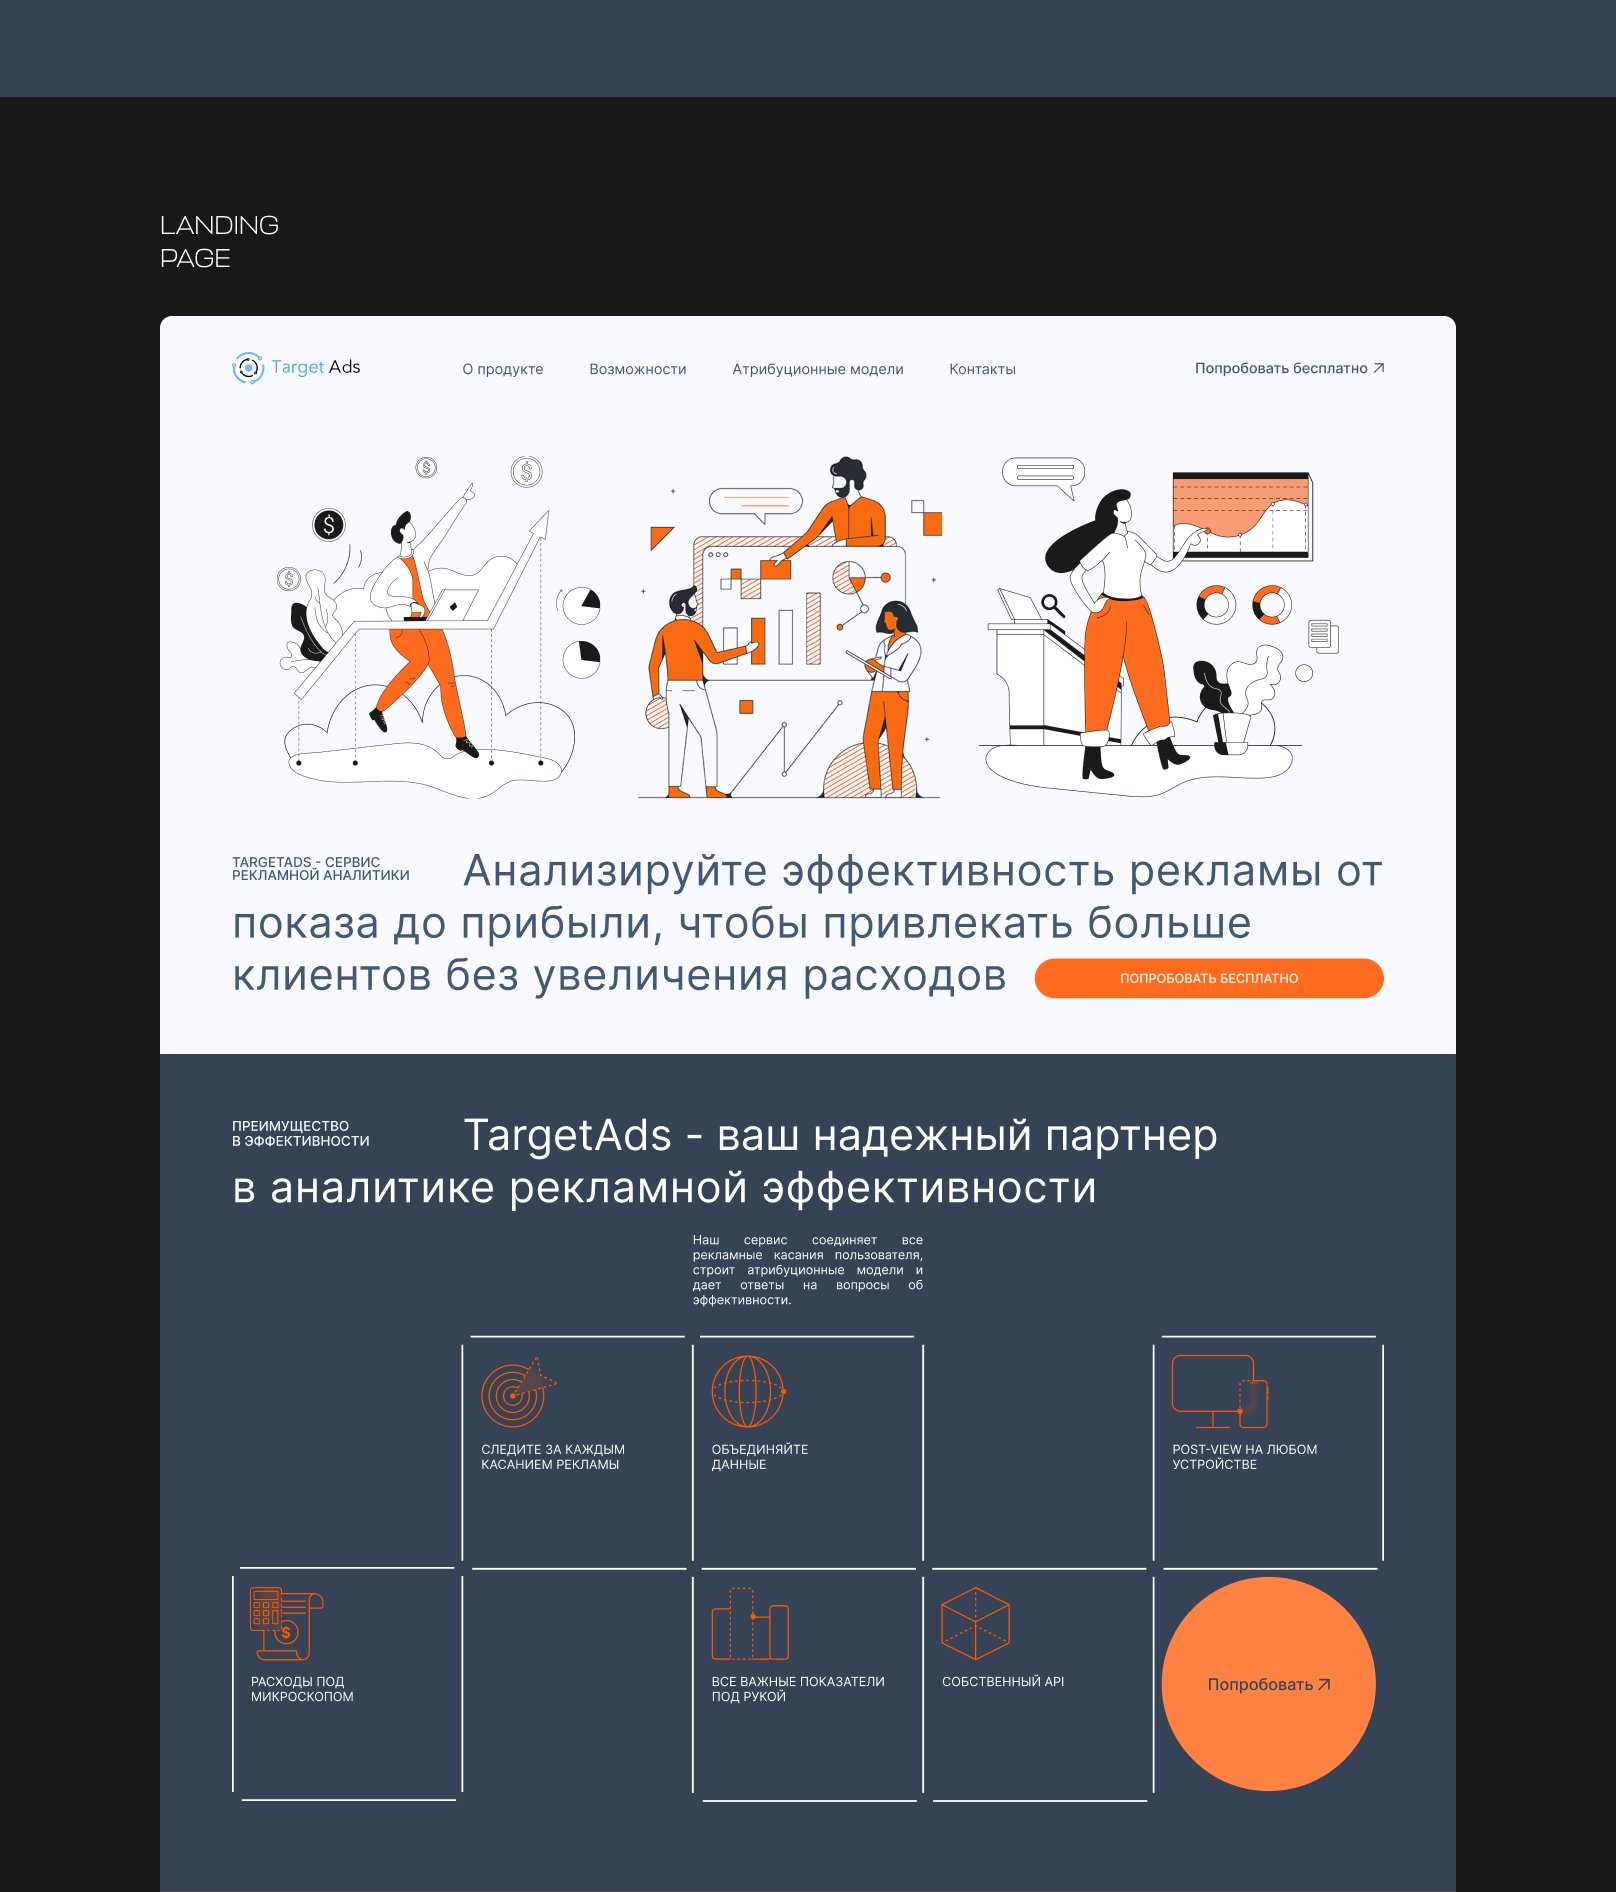 LANDING
PAGE
Target Ads
О продукте
Возможности
Атрибуционные модели
Контакты
Попробовать бесплатно
$
$
$
$
TARGETADS - СЕРВИС
РЕКЛАМНОЙ АНАЛИТИКИ
Анализируйте эффективность рекламы от
показа до прибыли, чтобы привлекать больше
клиентов без увеличения расходов
ПОПРОБОВАТЬ БЕСПЛАТНО
ПРЕИМУЩЕСТВО
В ЭФФЕКТИВНОСТИ
TargetAds - ваш надежный партнер
в аналитике рекламной эффективности
Наш сервис соединяет все
рекламные касания пользователя,
строит атрибуционные модели и
дает ответы на вопросы об
эффективности.
СЛЕДИТЕ ЗА КАЖДЫМ
КАСАНИЕМ РЕКЛАМЫ
ОБЪЕДИНЯЙТЕ
ДАННЫЕ
POST-VIEW НА ЛЮБОМ
УСТРОЙСТВЕ
$
РАСХОДЫ ПОД
МИКРОСКОПОМ
ВСЕ ВАЖНЫЕ ПОКАЗАТЕЛИ
ПОД РУКОЙ
СОБСТВЕННЫЙ API
Попробовать